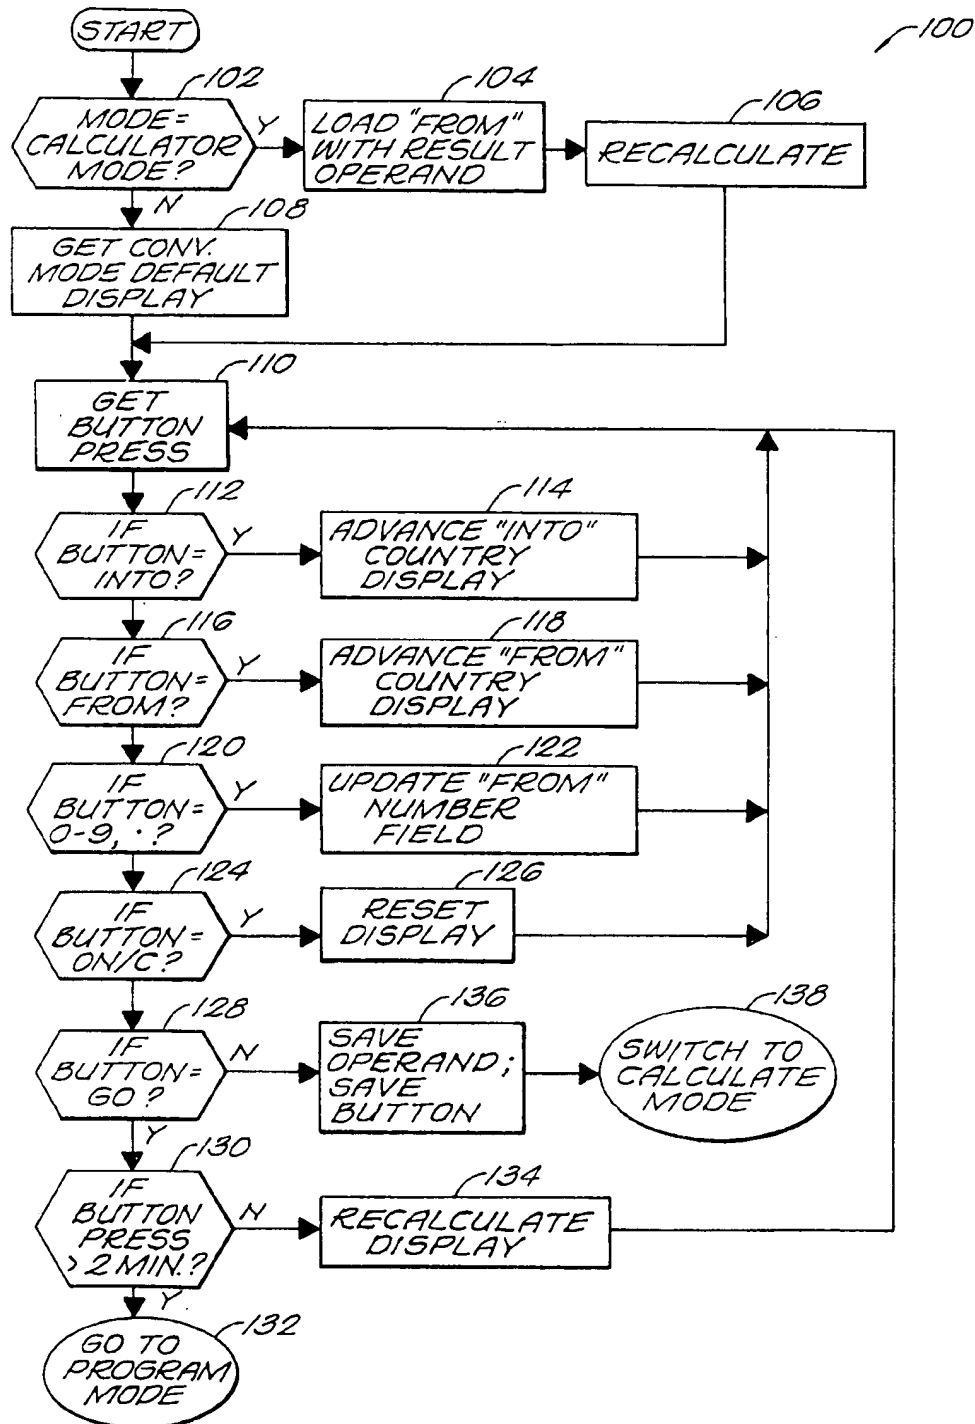 START
100
102
MODE=
CALCULATOR
MODE?
Y
104
LOAD "FROM"
WITH RESULT
OPERAND
106
RECALCULATE
N
108
GET CONV.
MODE DEFAULT
DISPLAY
110
GET
BUTTON
PRESS
112
IF
BUTTON=
INTO?
Y
114
ADVANCE "INTO"
COUNTRY
DISPLAY
116
IF
BUTTON=
FROM?
Y
118
ADVANCE "FROM"
COUNTRY
DISPLAY
120
IF
BUTTON=
0-9, ·?
Y
122
UPDATE "FROM"
NUMBER
FIELD
124
IF
BUTTON=
ON/C?
Y
126
RESET
DISPLAY
128
IF
BUTTON=
GO?
N
136
SAVE
OPERAND;
SAVE
BUTTON
138
SWITCH TO
CALCULATE
MODE
Y
130
IF
BUTTON
PRESS
>2 MIN.?
N
134
RECALCULATE
DISPLAY
Y
132
GO TO
PROGRAM
MODE